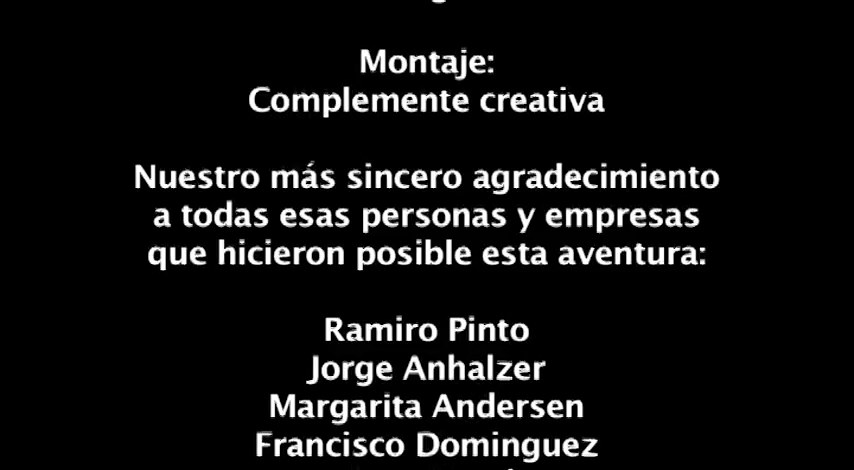 Montaje:
Complemente creativa
Nuestro más sincero agradecimiento
a todas esas personas y empresas
que hicieron posible esta aventura:
Ramiro Pinto
Jorge Anhalzer
Margarita Andersen
Francisco Dominguez